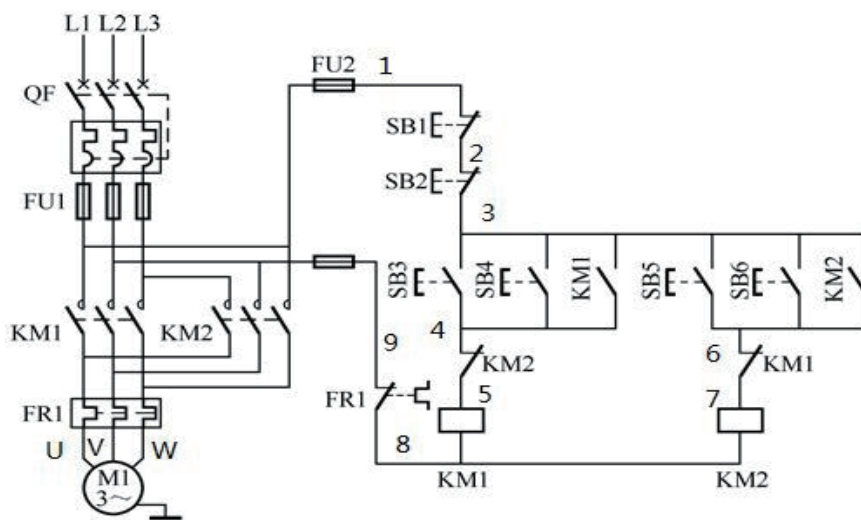 L1 L2 L3
FU2 1
QF
SB1
2
SB2
FU1
3
SB3 SB4 KM1 SB5 SB6 KM2
KM1 KM2
4
9
KM2
6
KM1
FR1
FR1
5
7
U V W
8
M1
3~
KM1
KM2